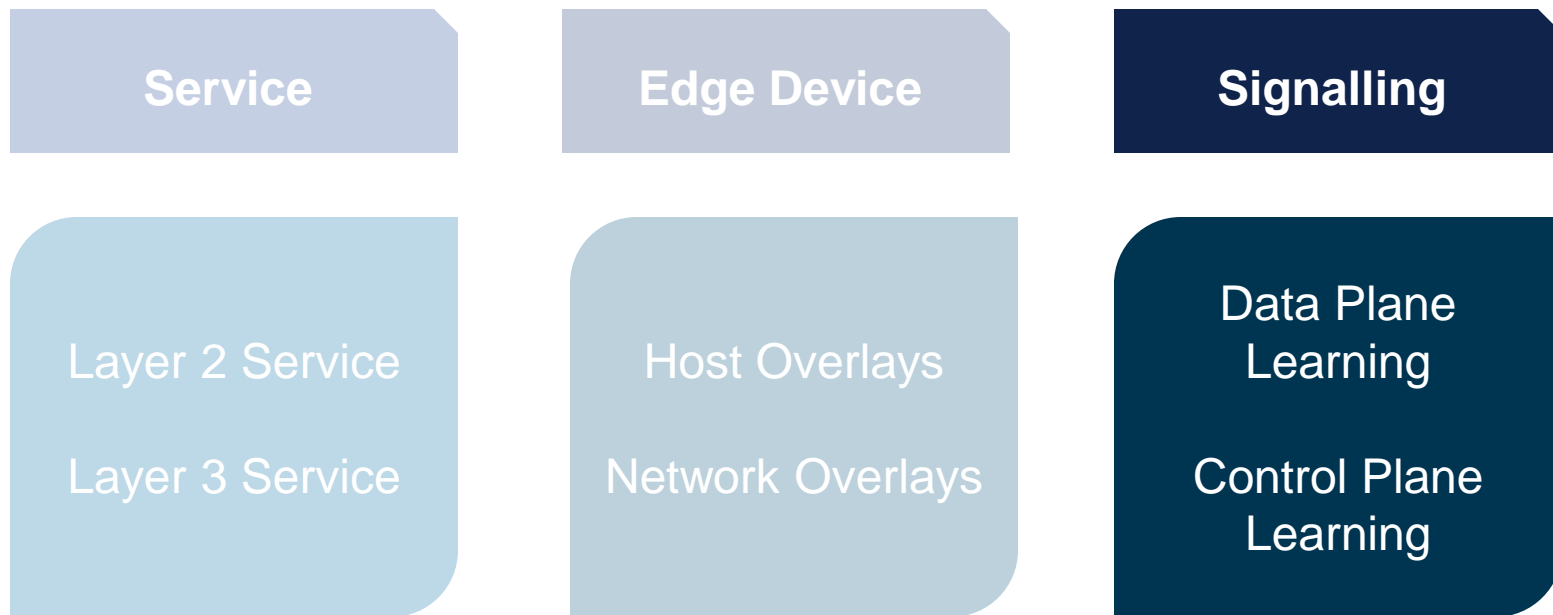 Service
Edge Device
Signalling
Layer 2 Service
Layer 3 Service
Host Overlays
Network Overlays
Data Plane
Learning
Control Plane
Learning